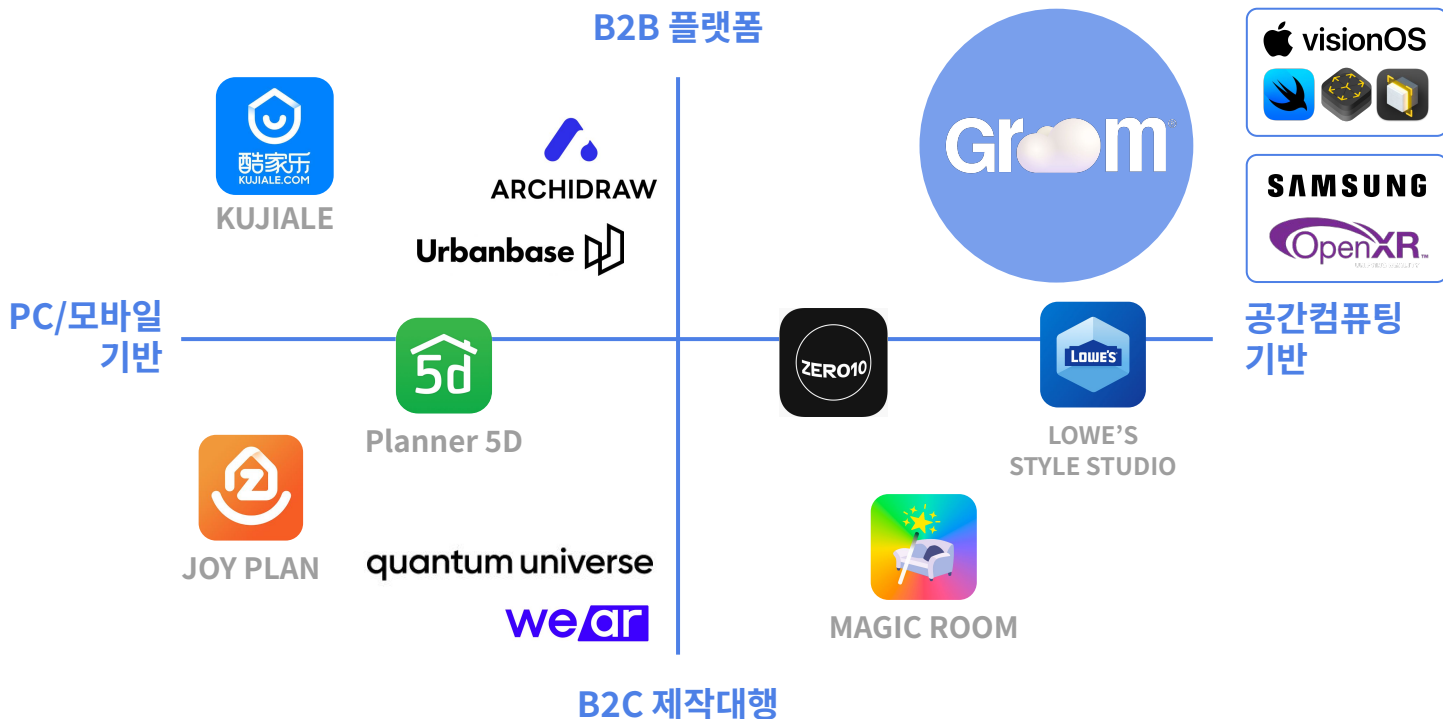 B2B 플랫폼
visionOS
酷家乐
KUJIALE.COM
KUJIALE
ARCHIDRAW
Urbanbase
Groom
SAMSUNG
OpenXR™
PC/모바일
기반
공간컴퓨팅
기반
5d
Planner 5D
ZERO10
LOWE'S
LOWE'S
STYLE STUDIO
JOY PLAN
quantum universe
wear
MAGIC ROOM
B2C 제작대행